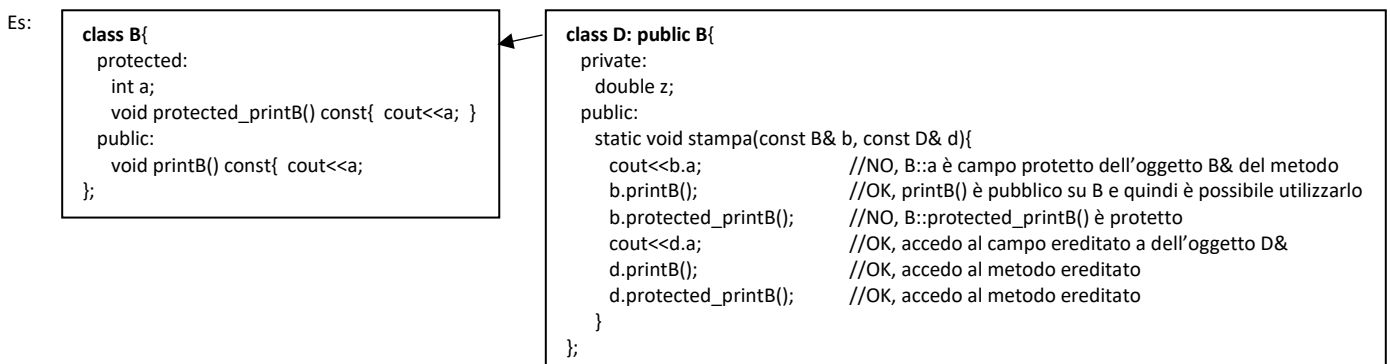 Es:
class B{
protected:
int a;
void protected_printB() const{ cout<<a; }
public:
void printB() const{ cout<<a;
};
class D: public B{
private:
double z;
public:
static void stampa(const B& b, const D& d){
cout<<b.a; //NO, B::a è campo protetto dell’oggetto B& del metodo
b.printB(); //OK, printB() è pubblico su B e quindi è possibile utilizzarlo
b.protected_printB(); //NO, B::protected_printB() è protetto
cout<<d.a; //OK, accedo al campo ereditato a dell’oggetto D&
d.printB(); //OK, accedo al metodo ereditato
d.protected_printB(); //OK, accedo al metodo ereditato
}
};